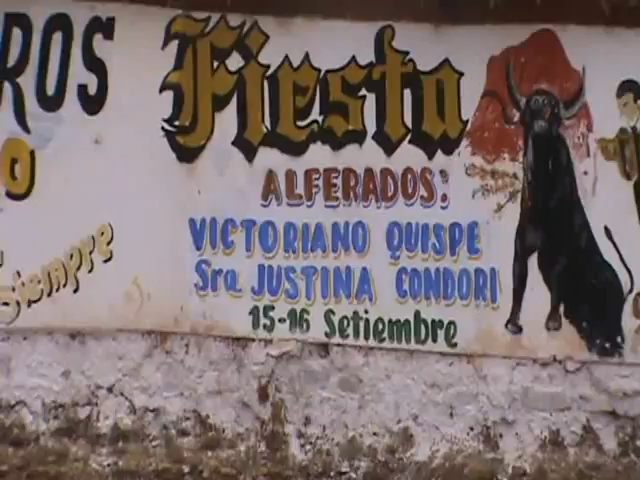 ROS
O
Siempre
Fiesta
ALFERADOS:
VICTORIANO QUISPE
Sra JUSTINA CONDORI
15-16 Setiembre